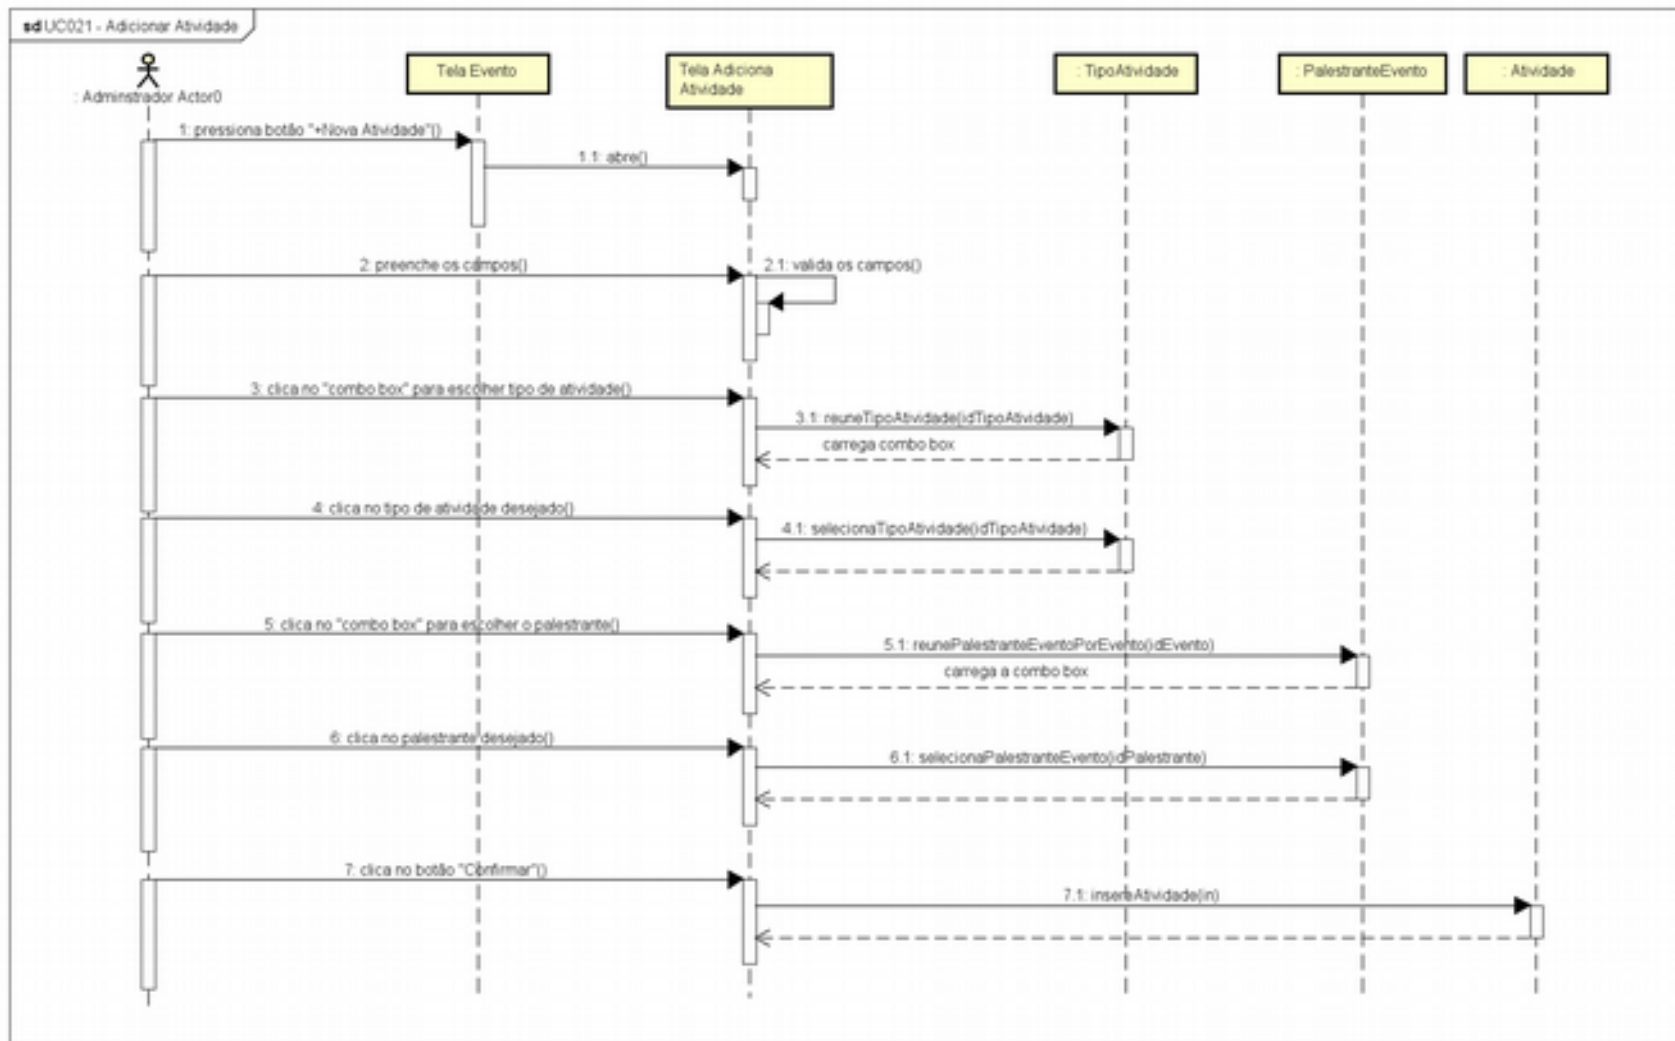 sd UC021 - Adicionar Atividade
: Adminstrador Actor0
Tela Evento
Tela Adiciona
Atividade
: TipoAtividade
: PalestranteEvento
: Atividade
1: pressiona botão "+Nova Atividade"()
1.1: abre()
2: preenche os campos()
2.1: valida os campos()
3: clica no "combo box" para escolher tipo de atividade()
3.1: reuneTipoAtividade(idTipoAtividade)
carrega combo box
4: clica no tipo de atividade desejado()
4.1: selecionaTipoAtividade(idTipoAtividade)
5: clica no "combo box" para escolher o palestrante()
5.1: reunePalestranteEventoPorEvento(idEvento)
carrega a combo box
6: clica no palestrante desejado()
6.1: selecionaPalestranteEvento(idPalestrante)
7: clica no botão "Confirmar"()
7.1: insereAtividade(in)